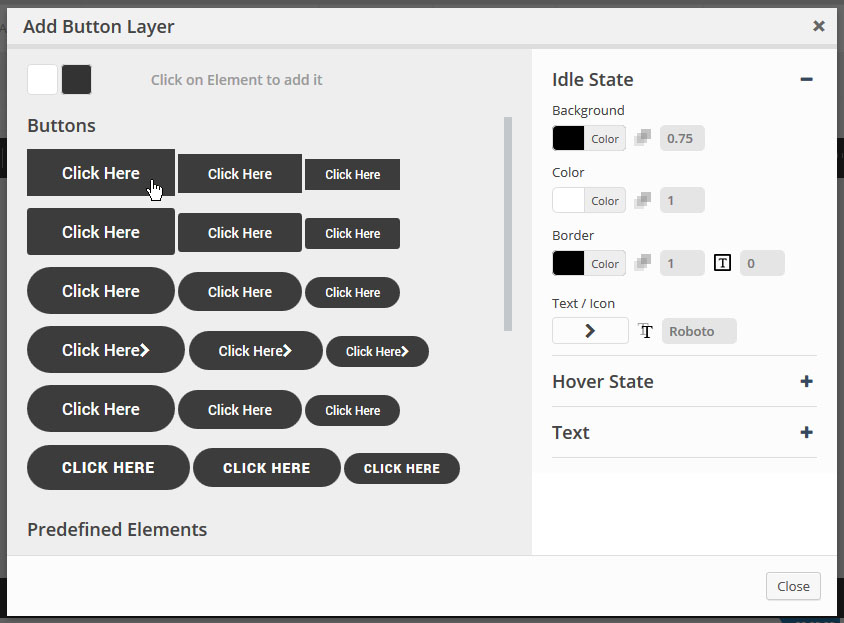 Add Button Layer
Click on Element to add it
Buttons
Click Here Click Here Click Here
Click Here Click Here Click Here
Click Here Click Here Click Here
Click Here Click Here Click Here
Click Here Click Here Click Here
CLICK HERE CLICK HERE CLICK HERE
Predefined Elements
Idle State
Background
Color 0.75
Color
Color 1
Border
Color 1 T 0
Text / Icon
Roboto
Hover State
Text
Close